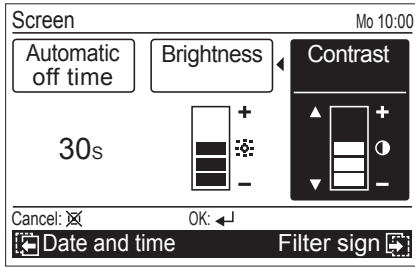 Screen Mo 10:00
Automatic off time
Brightness
Contrast
30s
+
-
+
-
Cancel: OK:
Date and time Filter sign